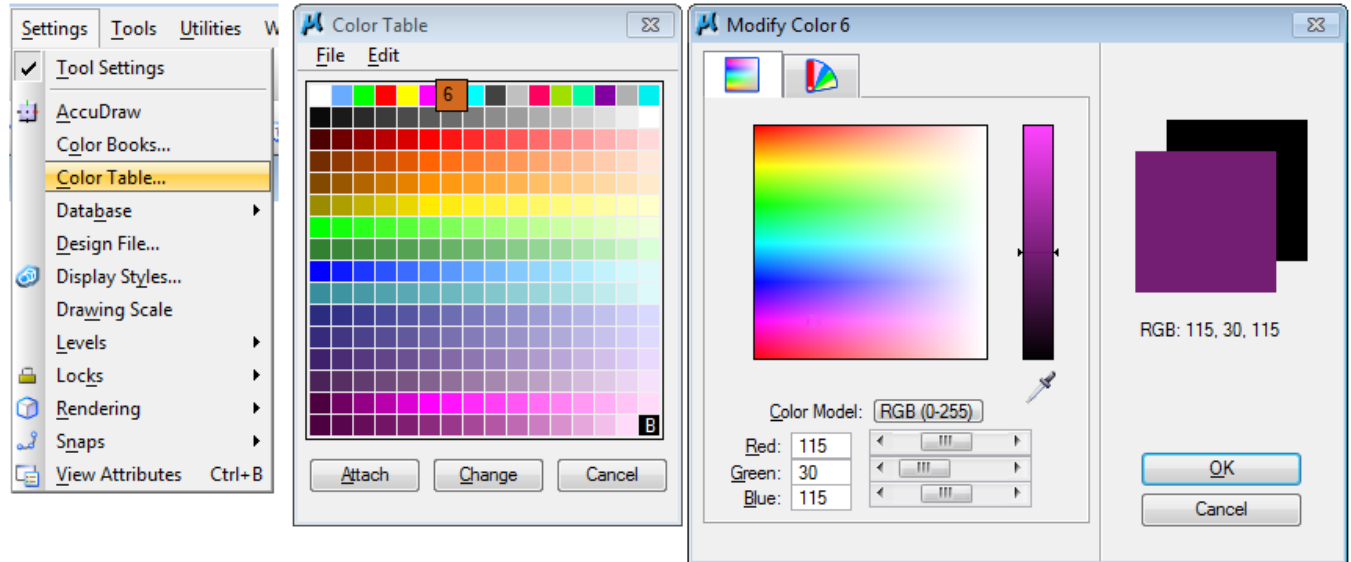 Settings Tools Utilities W
Tool Settings
AccuDraw
Color Books...
Color Table...
Database
Design File...
Display Styles...
Drawing Scale
Levels
Locks
Rendering
Snaps
View Attributes Ctrl+B
Color Table
File Edit
6
B
Attach Change Cancel
Modify Color 6
RGB: 115, 30, 115
Color Model: RGB (0-255)
Red: 115
Green: 30
Blue: 115
OK
Cancel